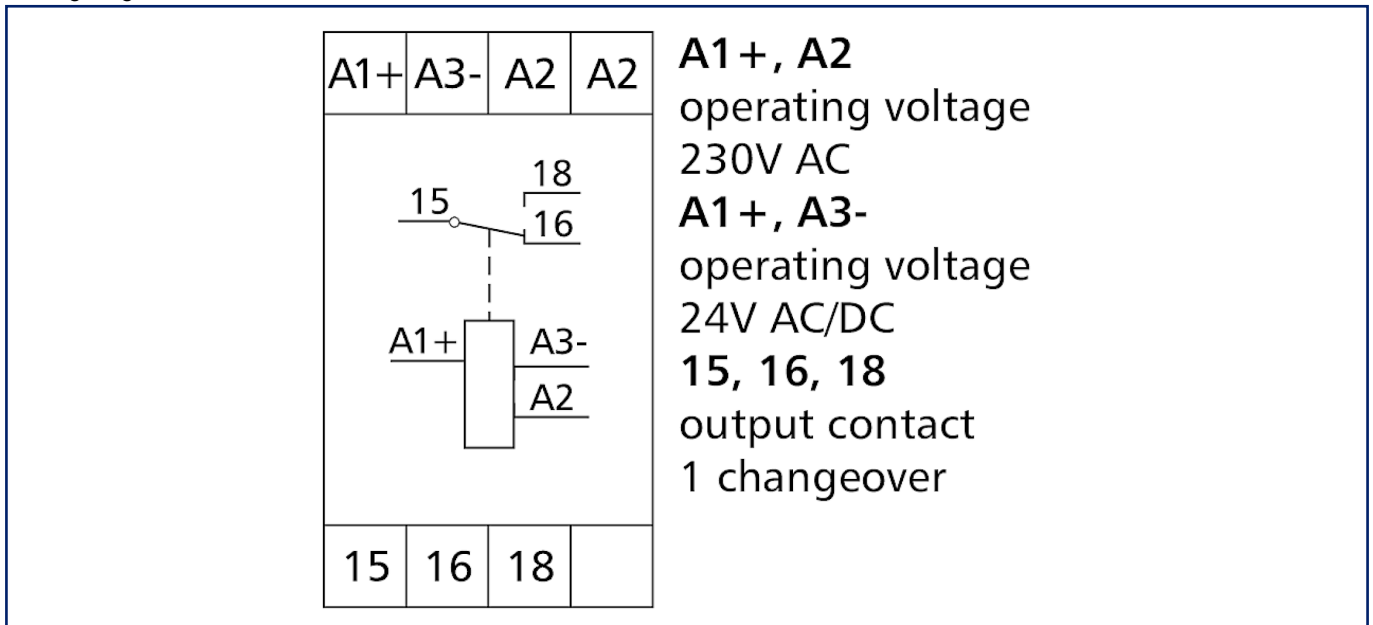 A1+ A3- A2 A2
18
15
16
A1+ A3-
A2
15 16 18
A1+, A2
operating voltage
230V AC
A1+, A3-
operating voltage
24V AC/DC
15, 16, 18
output contact
1 changeover